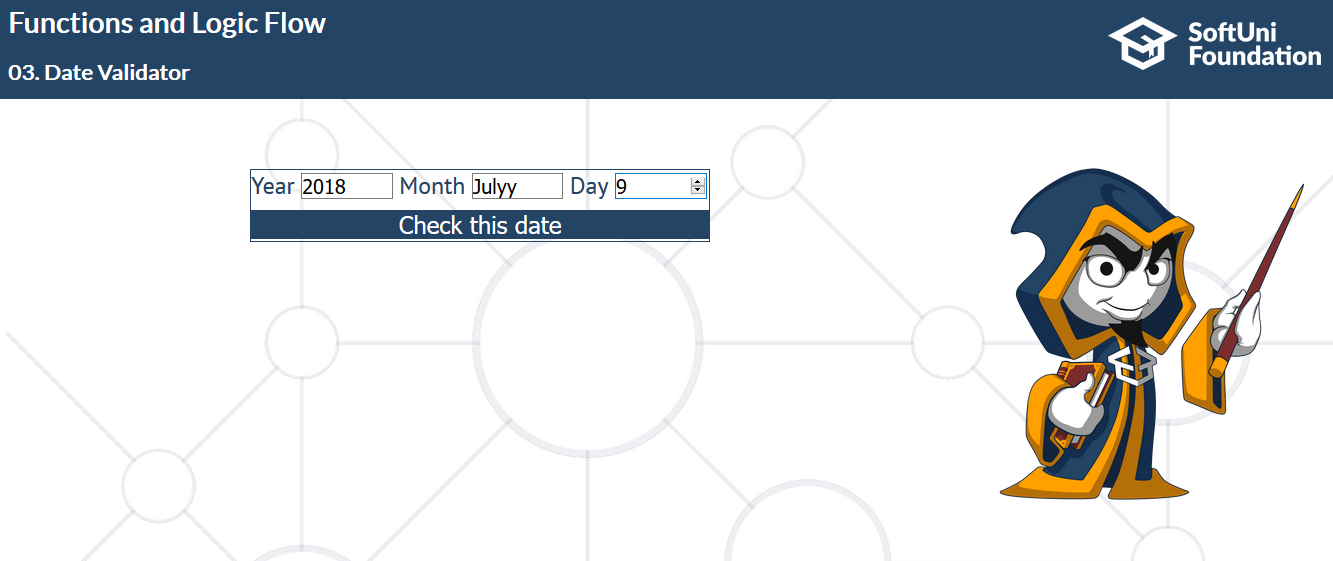 Functions and Logic Flow
03. Date Validator
SoftUni
Foundation
Year 2018 Month Julyy Day 9
Check this date